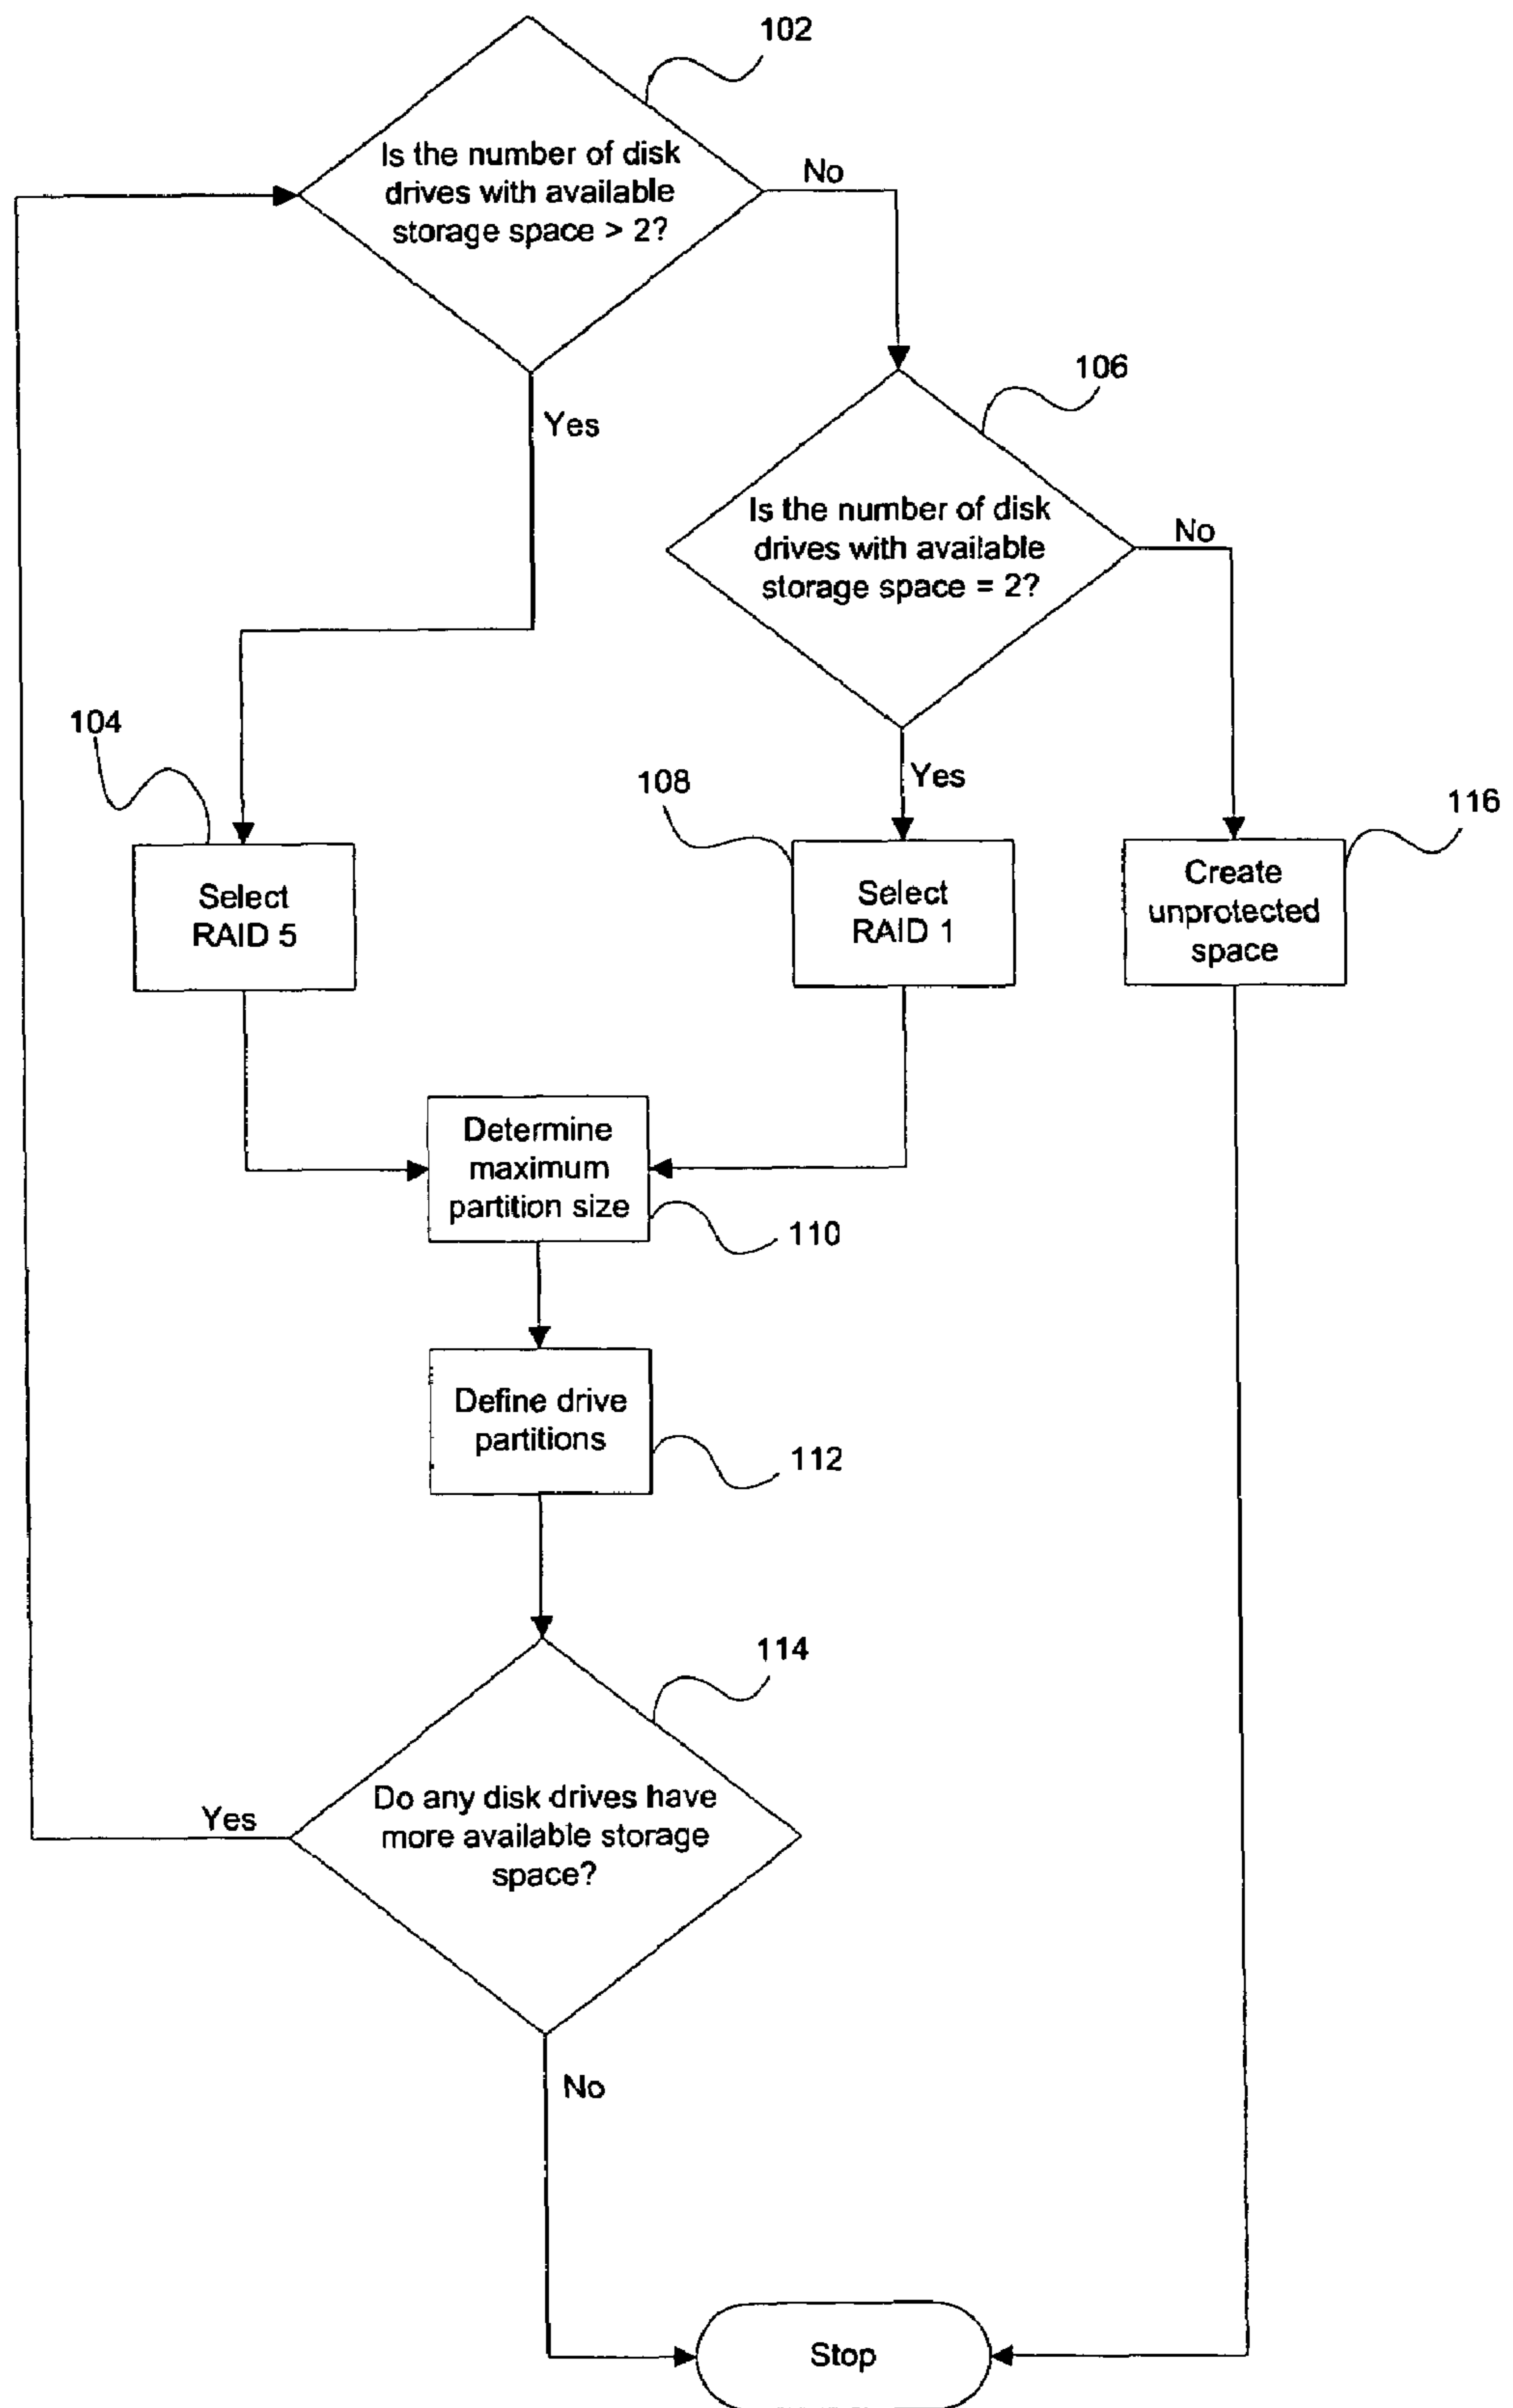 102
Is the number of disk
drives with available
storage space > 2?
No
Yes
106
Is the number of disk
drives with available
storage space = 2?
No
Yes
104
Select
RAID 5
108
Select
RAID 1
116
Create
unprotected
space
Determine
maximum
partition size
110
Define drive
partitions
112
114
Do any disk drives have
more available storage
space?
Yes
No
Stop